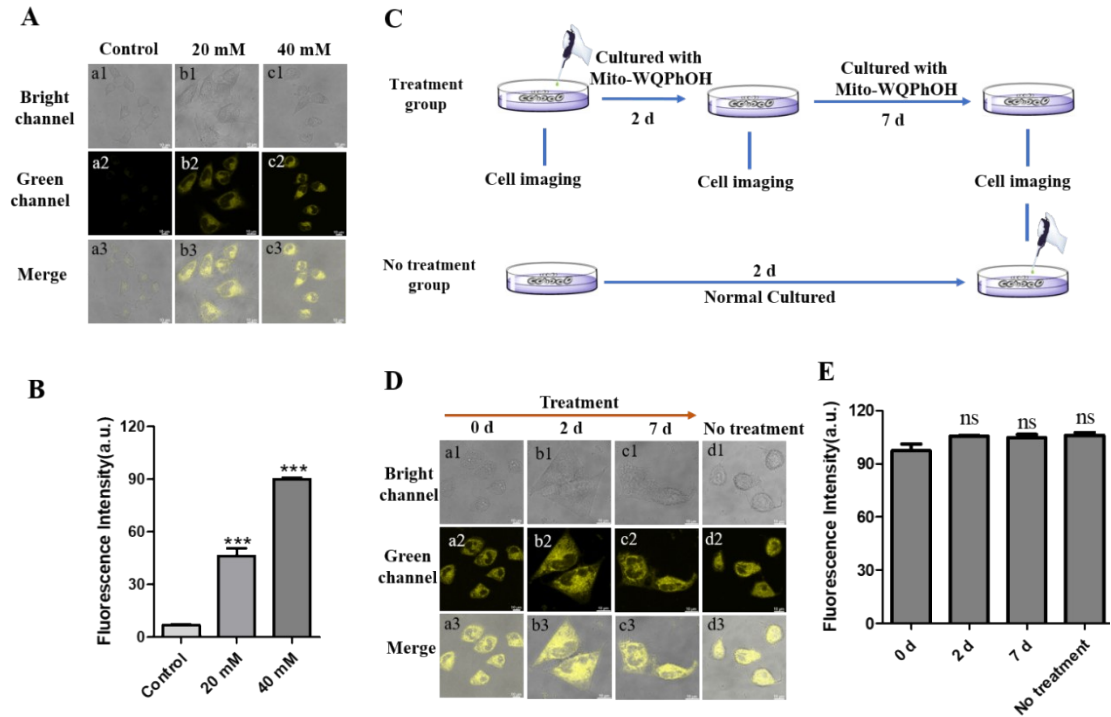 A
Control 20 mM 40 mM
Bright
channel
a1 b1 c1
Green
channel
a2 b2 c2
Merge
a3 b3 c3
B
Fluorescence Intensity(a.u.)
120
90
60
30
0
***
***
Control
20 mM
40 mM
C
Treatment
group
Cultured with
Mito-WQPhOH
2 d
Cultured with
Mito-WQPhOH
7 d
Cell imaging
Cell imaging
Cell imaging
No treatment
group
2 d
Normal Cultured
D
Treatment
0 d 2 d 7 d No treatment
Bright
channel
a1 b1 c1 d1
Green
channel
a2 b2 c2 d2
Merge
a3 b3 c3 d3
E
Fluorescence Intensity(a.u.)
120
90
60
30
0
ns
ns
ns
0 d
2 d
7 d
No treatment